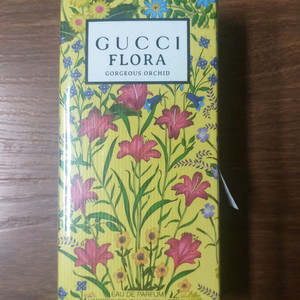 GUCCI
FLORA
GORGEOUS ORCHID
EAU DE PARFUM